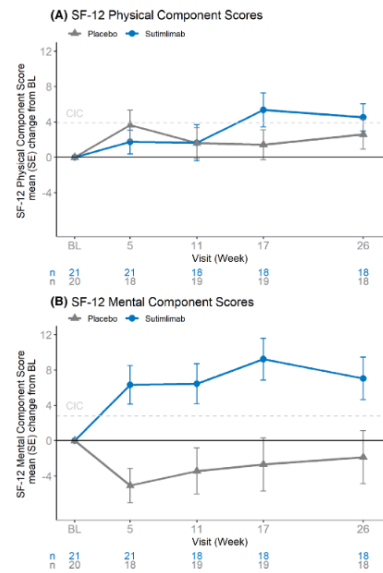 (A) SF-12 Physical Component Scores
Placebo Sutimlimab
SF-12 Physical Component Score
mean (SE) change from BL
12
8
4
0
-4
CIC
BL 5 11 17 26
Visit (Week)
n 21 21 18 18 18
20 18 19 19 18
(B) SF-12 Mental Component Scores
Placebo Sutimlimab
SF-12 Mental Component Score
mean (SE) change from BL
12
8
4
0
-4
CIC
BL 5 11 17 26
Visit (Week)
n 21 21 18 18 18
20 18 19 19 18